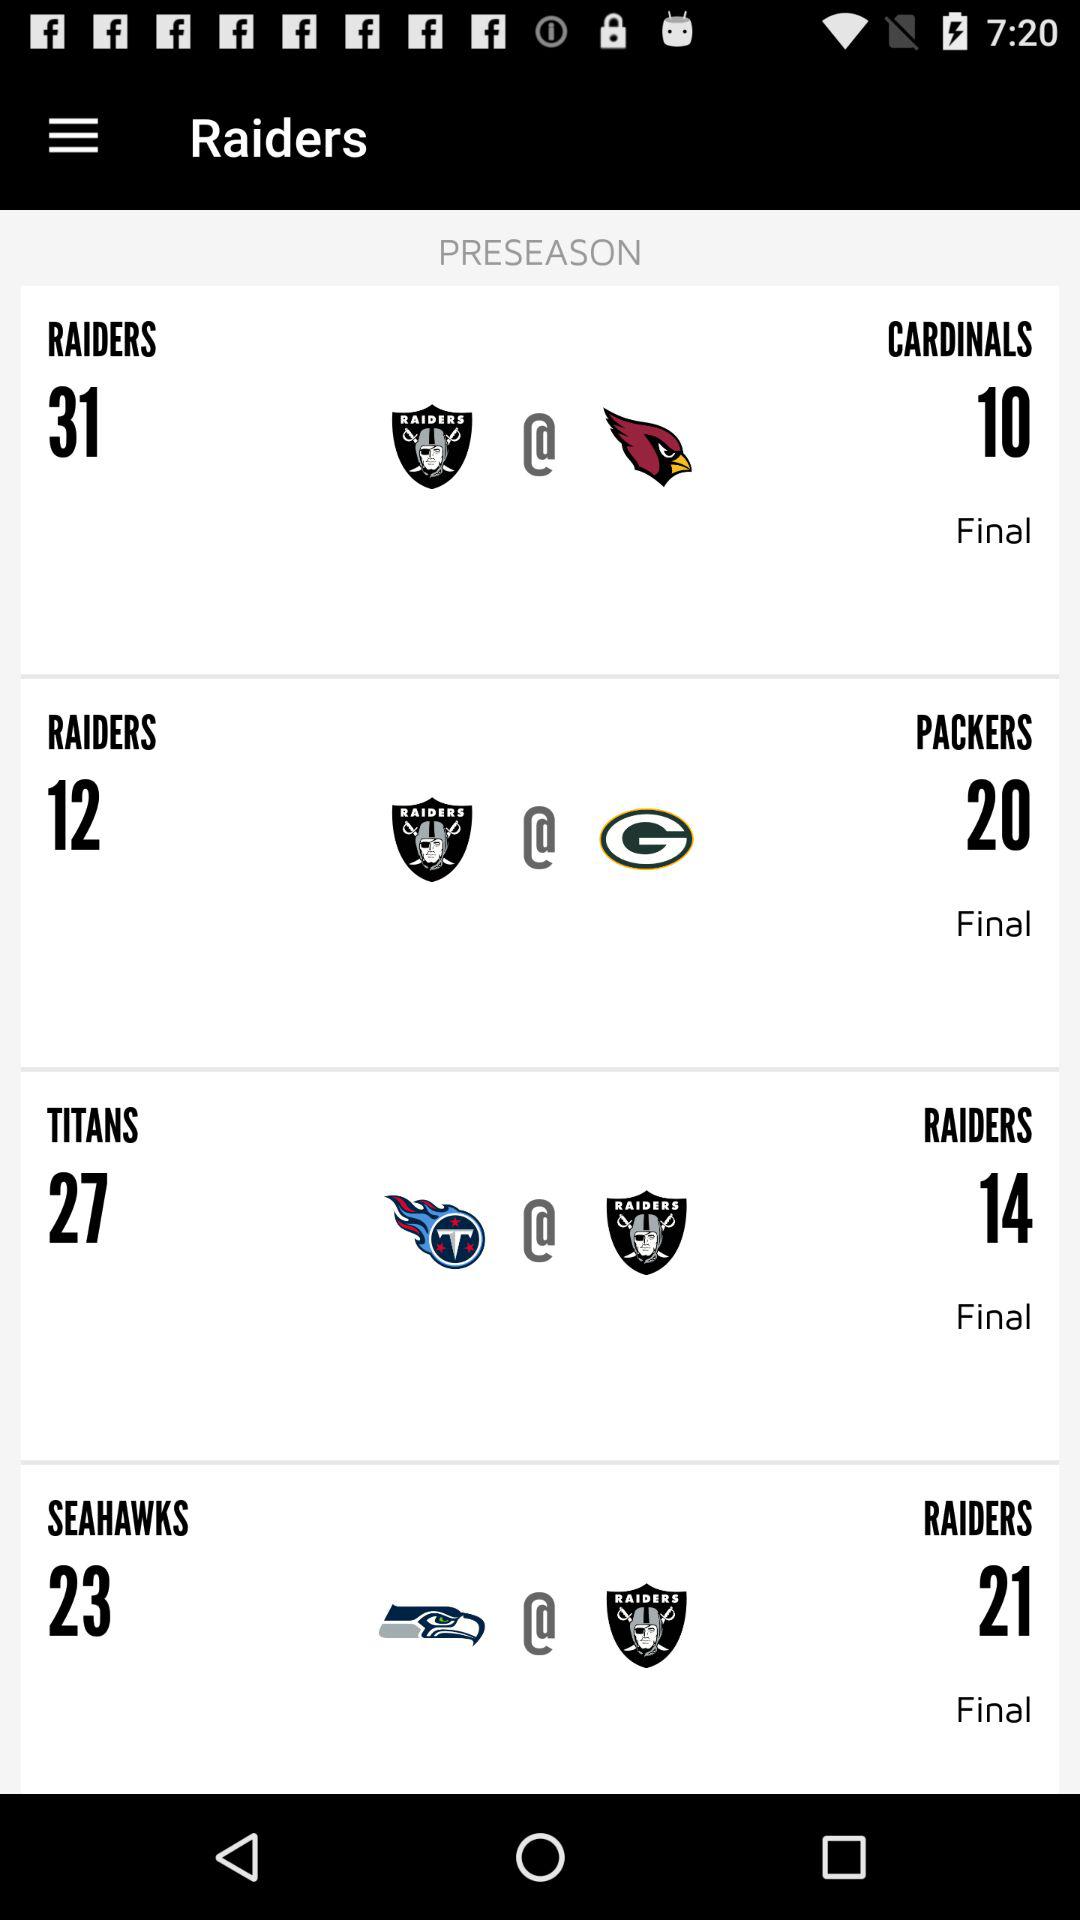 7:20
Raiders
PRESEASON
RAIDERS CARDINALS
31 RAIDERS @ 10
Final
RAIDERS PACKERS
12 RAIDERS @ G 20
Final
TITANS RAIDERS
27 T @ RAIDERS 14
Final
SEAHAWKS RAIDERS
23 @ RAIDERS 21
Final